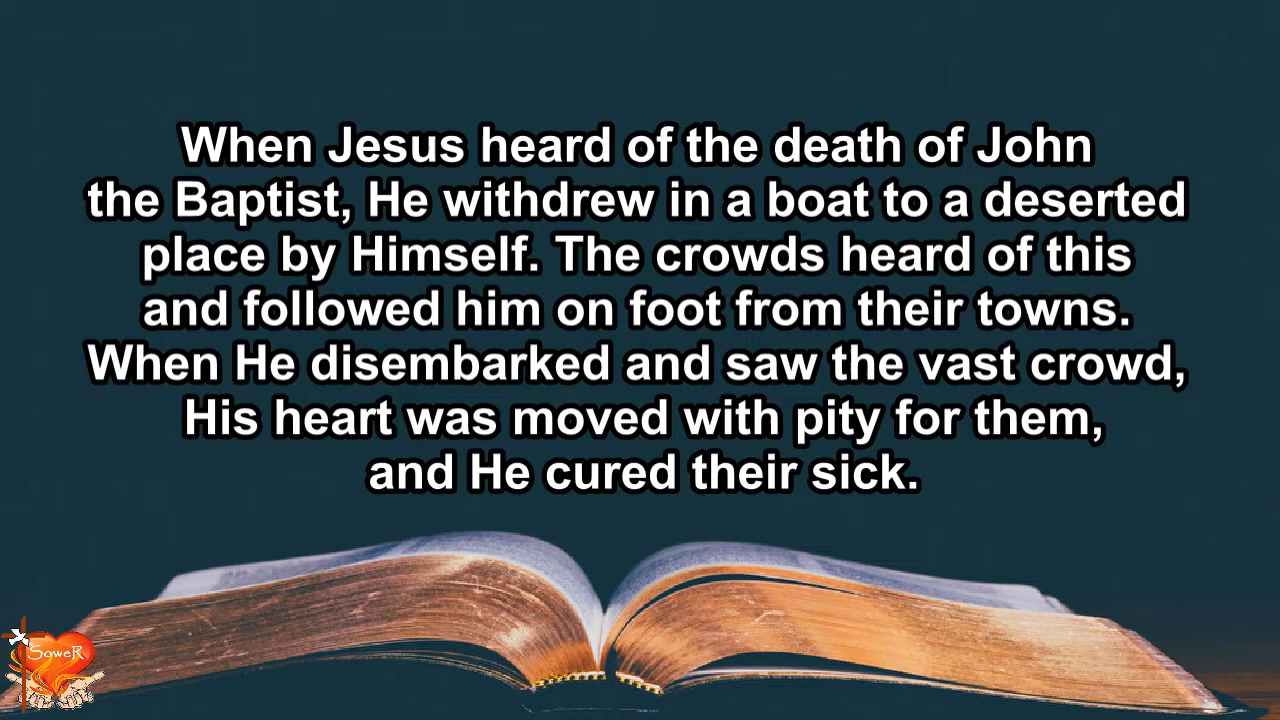 When Jesus heard of the death of John
the Baptist, He withdrew in a boat to a deserted
place by Himself. The crowds heard of this
and followed him on foot from their towns.
When He disembarked and saw the vast crowd,
His heart was moved with pity for them,
and He cured their sick.
SoweR